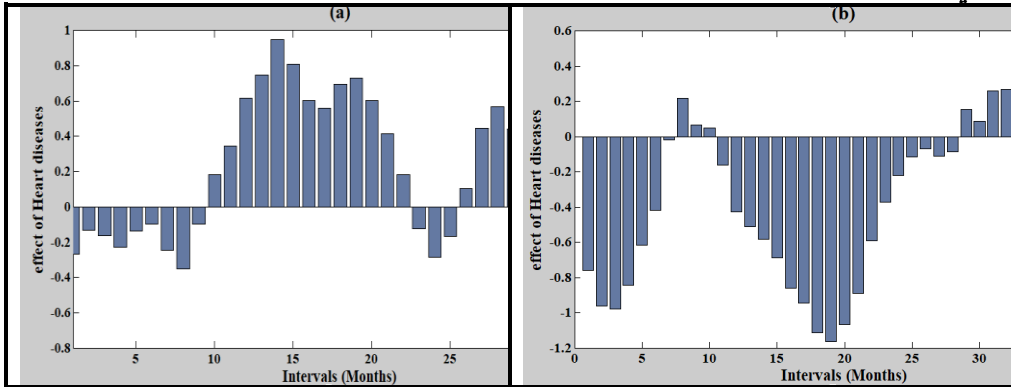 (a)
1
0.8
0.6
0.4
0.2
0
-0.2
-0.4
-0.6
-0.8
5 10 15 20 25
Intervals (Months)
effect of Heart diseases
(b)
0.6
0.4
0.2
0
-0.2
-0.4
-0.6
-0.8
-1
-1.2
0 5 10 15 20 25 30
Intervals (Months)
effect of Heart diseases